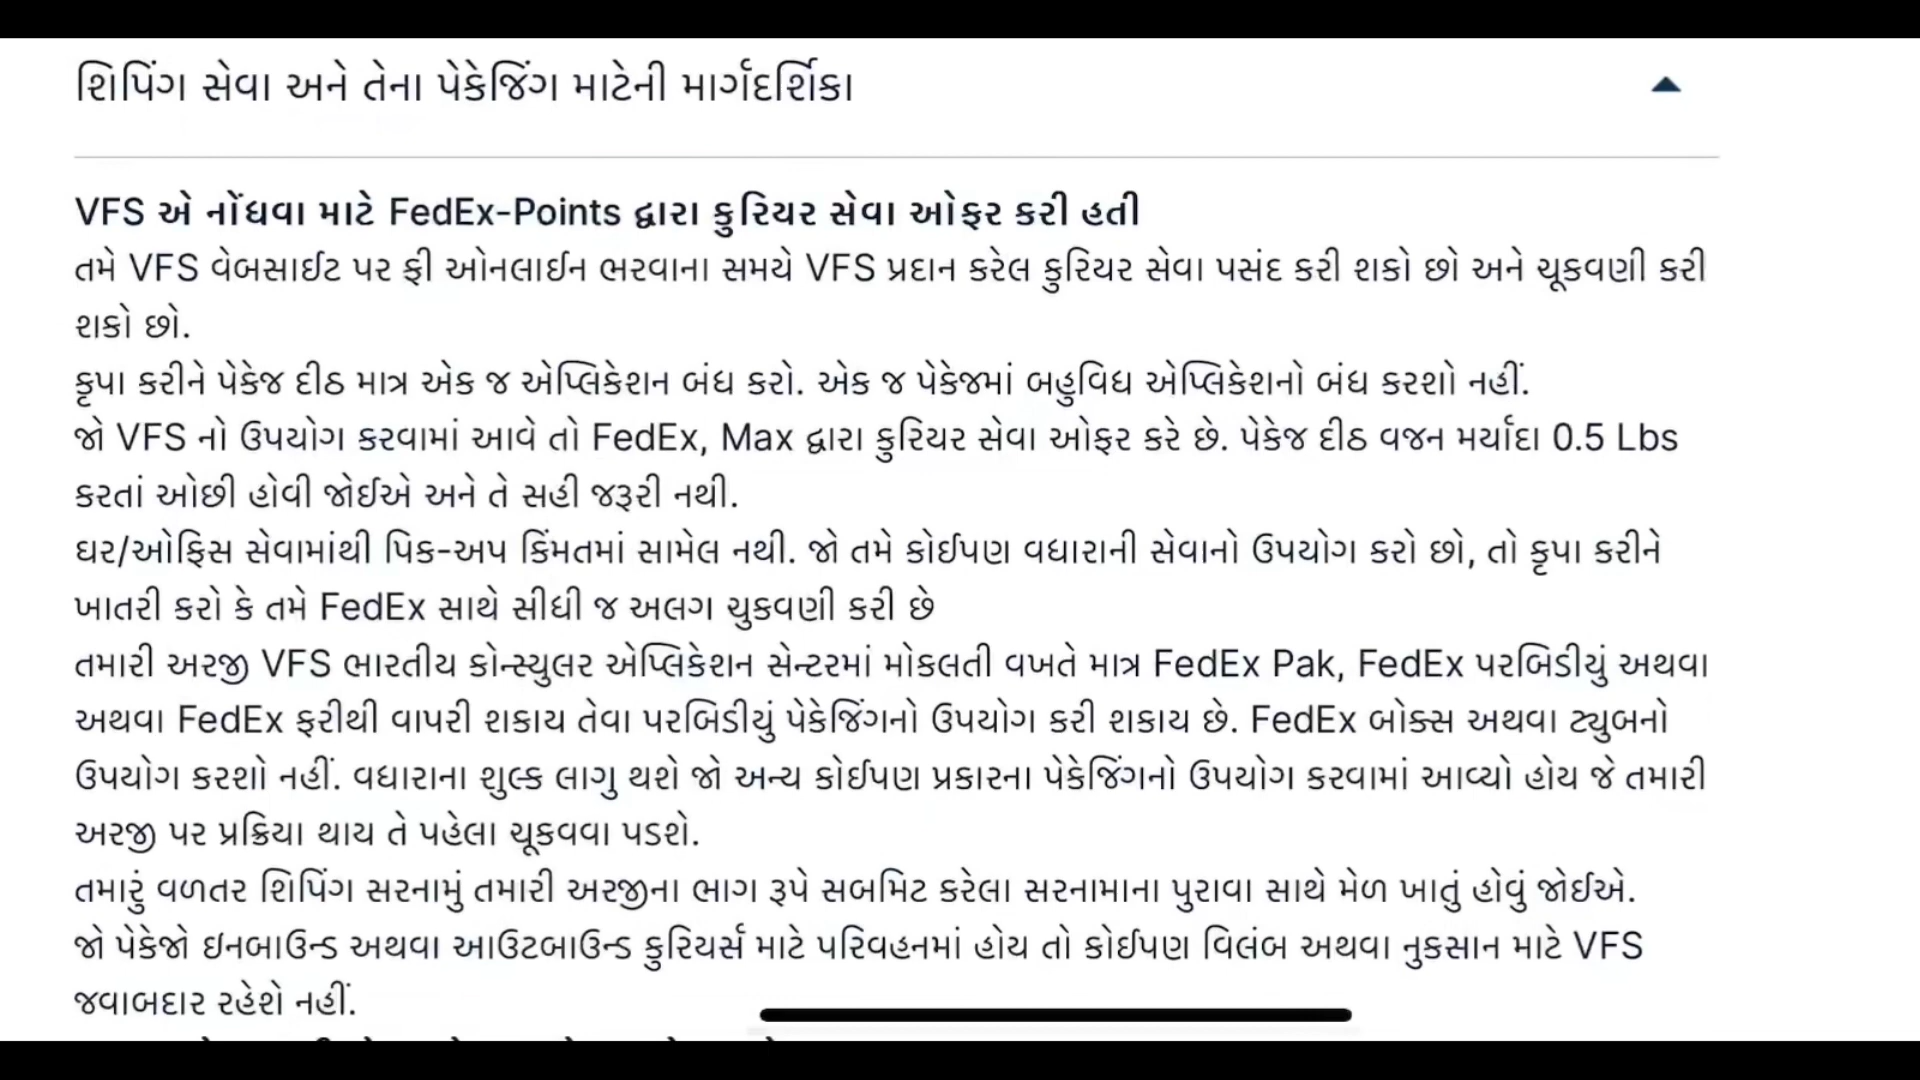 શિપિંગ સેવા અને તેના પેકેજિંગ માટેની માર્ગદર્શિકા
VFS એ નોંધવા માટે FedEx-Points દ્વારા કુરિયર સેવા ઓફર કરી હતી
તમે VFS વેબસાઈટ પર ફી ઓનલાઈન ભરવાના સમયે VFS પ્રદાન કરેલ કુરિયર સેવા પસંદ કરી શકો છો અને ચૂકવણી કરી
શકો છો.
કૃપા કરીને પેકેજ દીઠ માત્ર એક જ એપ્લિકેશન બંધ કરો. એક જ પેકેજમાં બહુવિધ એપ્લિકેશનો બંધ કરશો નહીં.
જો VFS નો ઉપયોગ કરવામાં આવે તો FedEx, Max દ્વારા કુરિયર સેવા ઓફર કરે છે. પેકેજ દીઠ વજન મર્યાદા 0.5 Lbs
કરતાં ઓછી હોવી જોઈએ અને તે સહી જરૂરી નથી.
ઘર/ઓફિસ સેવામાંથી પિક-અપ કિંમતમાં સામેલ નથી. જો તમે કોઈપણ વધારાની સેવાનો ઉપયોગ કરો છો, તો કૃપા કરીને
ખાતરી કરો કે તમે FedEx સાથે સીધી જ અલગ ચુકવણી કરી છે
તમારી અરજી VFS ભારતીય કોન્સ્યુલર એપ્લિકેશન સેન્ટરમાં મોકલતી વખતે માત્ર FedEx Pak, FedEx પરબિડીયું અથવા
અથવા FedEx ફરીથી વાપરી શકાય તેવા પરબિડીયું પેકેજિંગનો ઉપયોગ કરી શકાય છે. FedEx બોક્સ અથવા ટ્યુબનો
ઉપયોગ કરશો નહીં. વધારાના શુલ્ક લાગુ થશે જો અન્ય કોઈપણ પ્રકારના પેકેજિંગનો ઉપયોગ કરવામાં આવ્યો હોય જે તમારી
અરજી પર પ્રક્રિયા થાય તે પહેલા ચૂકવવા પડશે.
તમારું વળતર શિપિંગ સરનામું તમારી અરજીના ભાગ રૂપે સબમિટ કરેલા સરનામાના પુરાવા સાથે મેળ ખાતું હોવું જોઈએ.
જો પેકેજો ઇનબાઉન્ડ અથવા આઉટબાઉન્ડ કુરિયર્સ માટે પરિવહનમાં હોય તો કોઈપણ વિલંબ અથવા નુકસાન માટે VFS
જવાબદાર રહેશે નહીં.